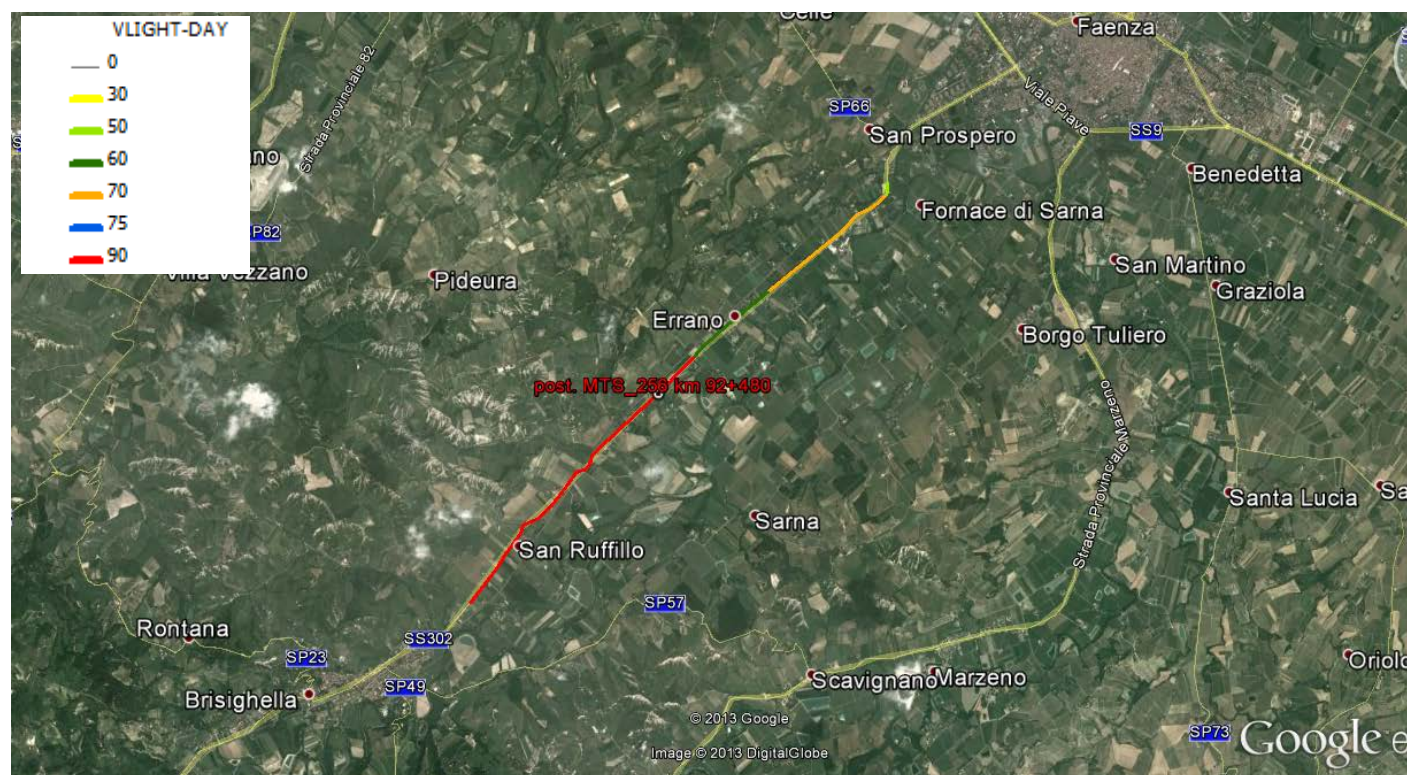 VLIGHT-DAY
0
30
50
60
70
75
90
Celle
Faenza
Strada Provinciale 82
Viale Piave
SP66
San Prospero
SS9
Benedetta
Fornace di Sarna
SP82
Villa Vezzano
Pideura
San Martino
Graziola
Errano
Borgo Tuliero
post. MTS_256 km 92+480
Strada Provinciale Marzeno
Santa Lucia
Sa
Sarna
San Ruffillo
SP57
Rontana
SS302
SP23
Oriolo
Brisighella
SP49
Scavignano
Marzeno
© 2013 Google
SP73
Google e
Image © 2013 DigitalGlobe